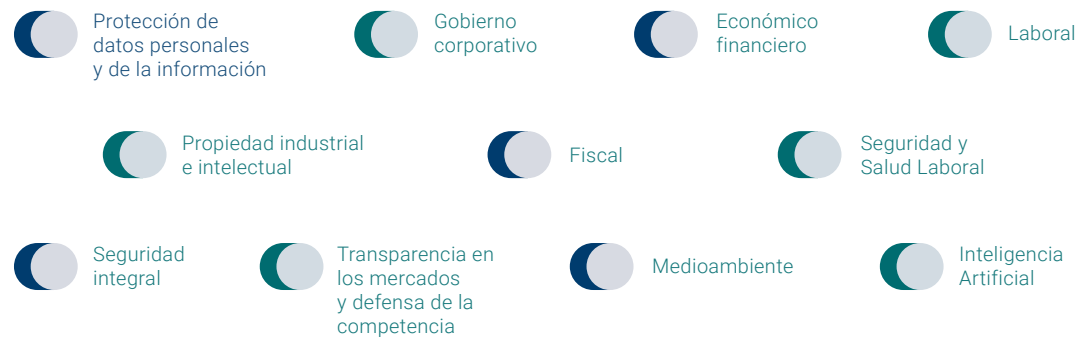 Protección de
datos personales
y de la información
Gobierno
corporativo
Económico
financiero
Laboral
Propiedad industrial
e intelectual
Fiscal
Seguridad y
Salud Laboral
Seguridad
integral
Transparencia en
los mercados
y defensa de la
competencia
Medioambiente
Inteligencia
Artificial